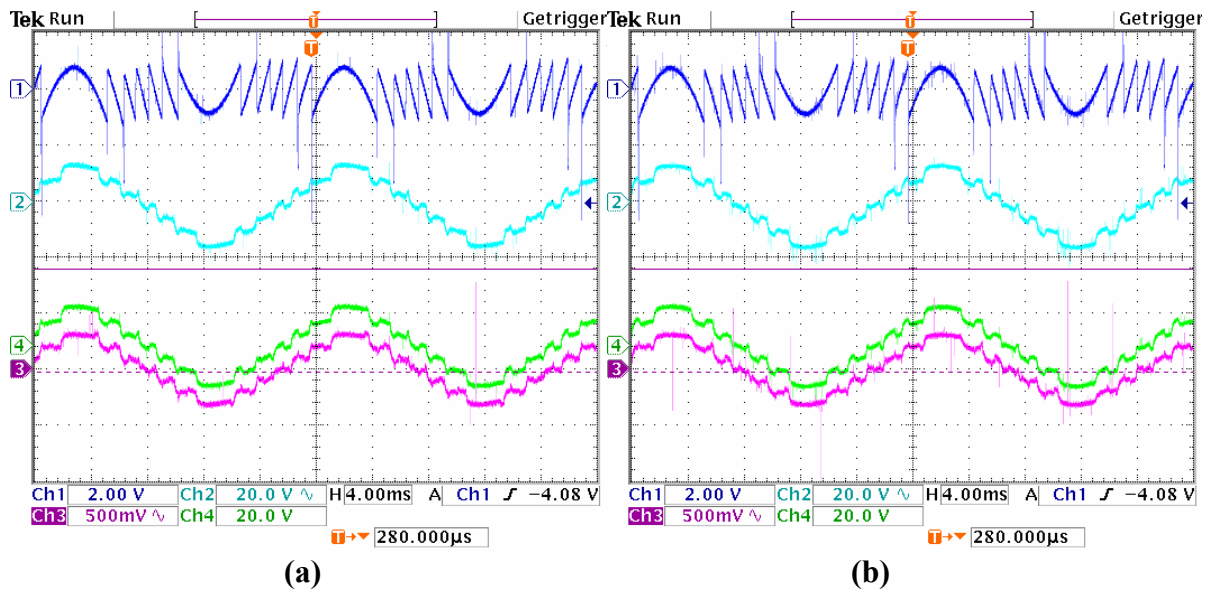 Tek Run
T
Getrigger
T
1
2
4
3
Ch1 2.00 V Ch2 20.0 V ∿ H 4.00ms A Ch1 ƒ −4.08 V
Ch3 500mV ∿ Ch4 20.0 V
T→▼ 280.000µs
(a)
Tek Run
T
Getrigger
T
1
2
4
3
Ch1 2.00 V Ch2 20.0 V ∿ H 4.00ms A Ch1 ƒ −4.08 V
Ch3 500mV ∿ Ch4 20.0 V
T→▼ 280.000µs
(b)